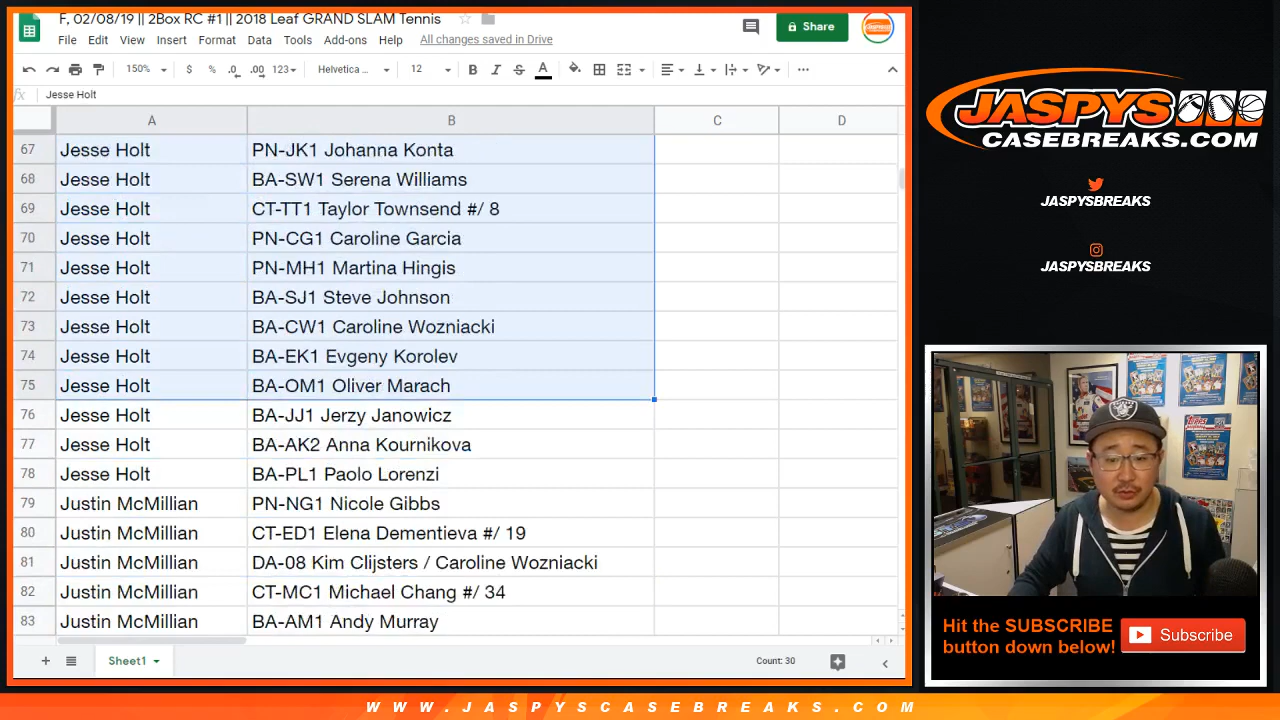 F, 02/08/19 || 2Box RC #1 || 2018 Leaf GRAND SLAM Tennis
File Edit View Insert Format Data Tools Add-ons Help All changes saved in Drive
Share
150% $ % .0 .00 123 Helvetica ... 12 B I S A
fx Jesse Holt
A B C D
67 Jesse Holt PN-JK1 Johanna Konta
68 Jesse Holt BA-SW1 Serena Williams
69 Jesse Holt CT-TT1 Taylor Townsend #/ 8
70 Jesse Holt PN-CG1 Caroline Garcia
71 Jesse Holt PN-MH1 Martina Hingis
72 Jesse Holt BA-SJ1 Steve Johnson
73 Jesse Holt BA-CW1 Caroline Wozniacki
74 Jesse Holt BA-EK1 Evgeny Korolev
75 Jesse Holt BA-OM1 Oliver Marach
76 Jesse Holt BA-JJ1 Jerzy Janowicz
77 Jesse Holt BA-AK2 Anna Kournikova
78 Jesse Holt BA-PL1 Paolo Lorenzi
79 Justin McMillian PN-NG1 Nicole Gibbs
80 Justin McMillian CT-ED1 Elena Dementieva #/ 19
81 Justin McMillian DA-08 Kim Clijsters / Caroline Wozniacki
82 Justin McMillian CT-MC1 Michael Chang #/ 34
83 Justin McMillian BA-AM1 Andy Murray
Sheet1
Count: 30
JASPYS
CASEBREAKS.COM
JASPYSBREAKS
JASPYSBREAKS
Hit the SUBSCRIBE
button down below!
Subscribe
WWW.JASPYSCASEBREAKS.COM